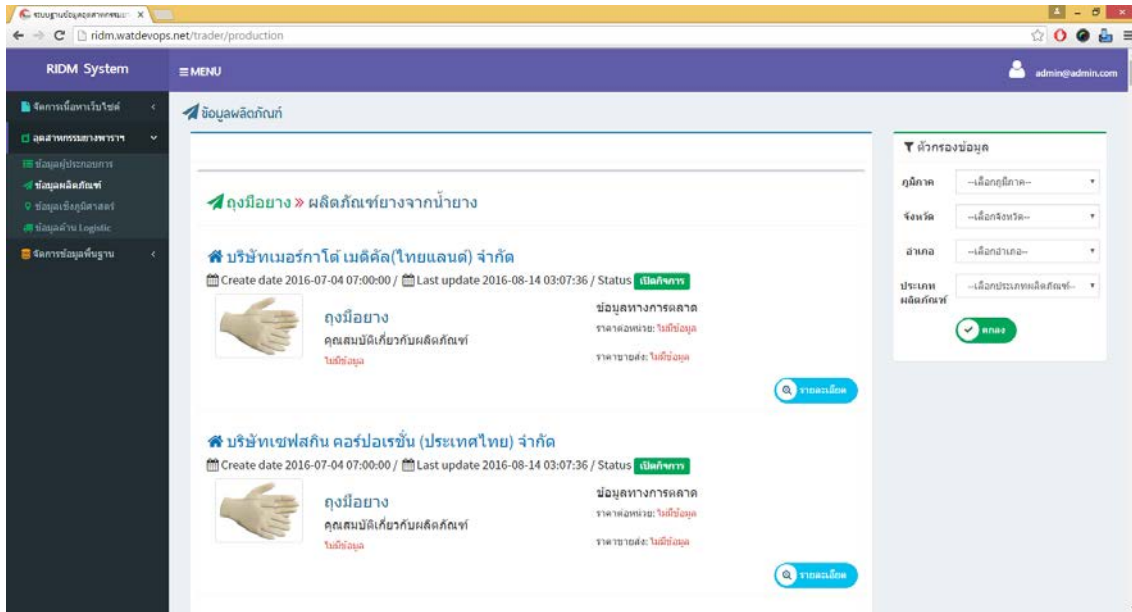 ridm.watdevops.net/trader/production
RIDM System
MENU
admin@admin.com
จัดการเนื้อหาเว็บไซต์
อุตสาหกรรมยางพารา
ข้อมูลผู้ประกอบการ
ข้อมูลผลิตภัณฑ์
ข้อมูลเชิงภูมิศาสตร์
ข้อมูลด้าน Logistic
จัดการข้อมูลพื้นฐาน
ข้อมูลผลิตภัณฑ์
ถุงมือยาง » ผลิตภัณฑ์ยางจากน้ำยาง
บริษัทเมอร์กาโต้ เมดิคัล(ไทยแลนด์) จำกัด
Create date 2016-07-04 07:00:00 / Last update 2016-08-14 03:07:36 / Status เปิดกิจการ
ถุงมือยาง
คุณสมบัติเกี่ยวกับผลิตภัณฑ์
ไม่มีข้อมูล
ข้อมูลทางการตลาด
ราคาต่อหน่วย: ไม่มีข้อมูล
ราคาขายส่ง: ไม่มีข้อมูล
รายละเอียด
บริษัทเซฟสกิน คอร์ปอเรชั่น (ประเทศไทย) จำกัด
Create date 2016-07-04 07:00:00 / Last update 2016-08-14 03:07:36 / Status เปิดกิจการ
ถุงมือยาง
คุณสมบัติเกี่ยวกับผลิตภัณฑ์
ไม่มีข้อมูล
ข้อมูลทางการตลาด
ราคาต่อหน่วย: ไม่มีข้อมูล
ราคาขายส่ง: ไม่มีข้อมูล
รายละเอียด
ตัวกรองข้อมูล
ภูมิภาค --เลือกภูมิภาค--
จังหวัด --เลือกจังหวัด--
อำเภอ --เลือกอำเภอ--
ประเภท --เลือกประเภทผลิตภัณฑ์--
ผลิตภัณฑ์
ตกลง